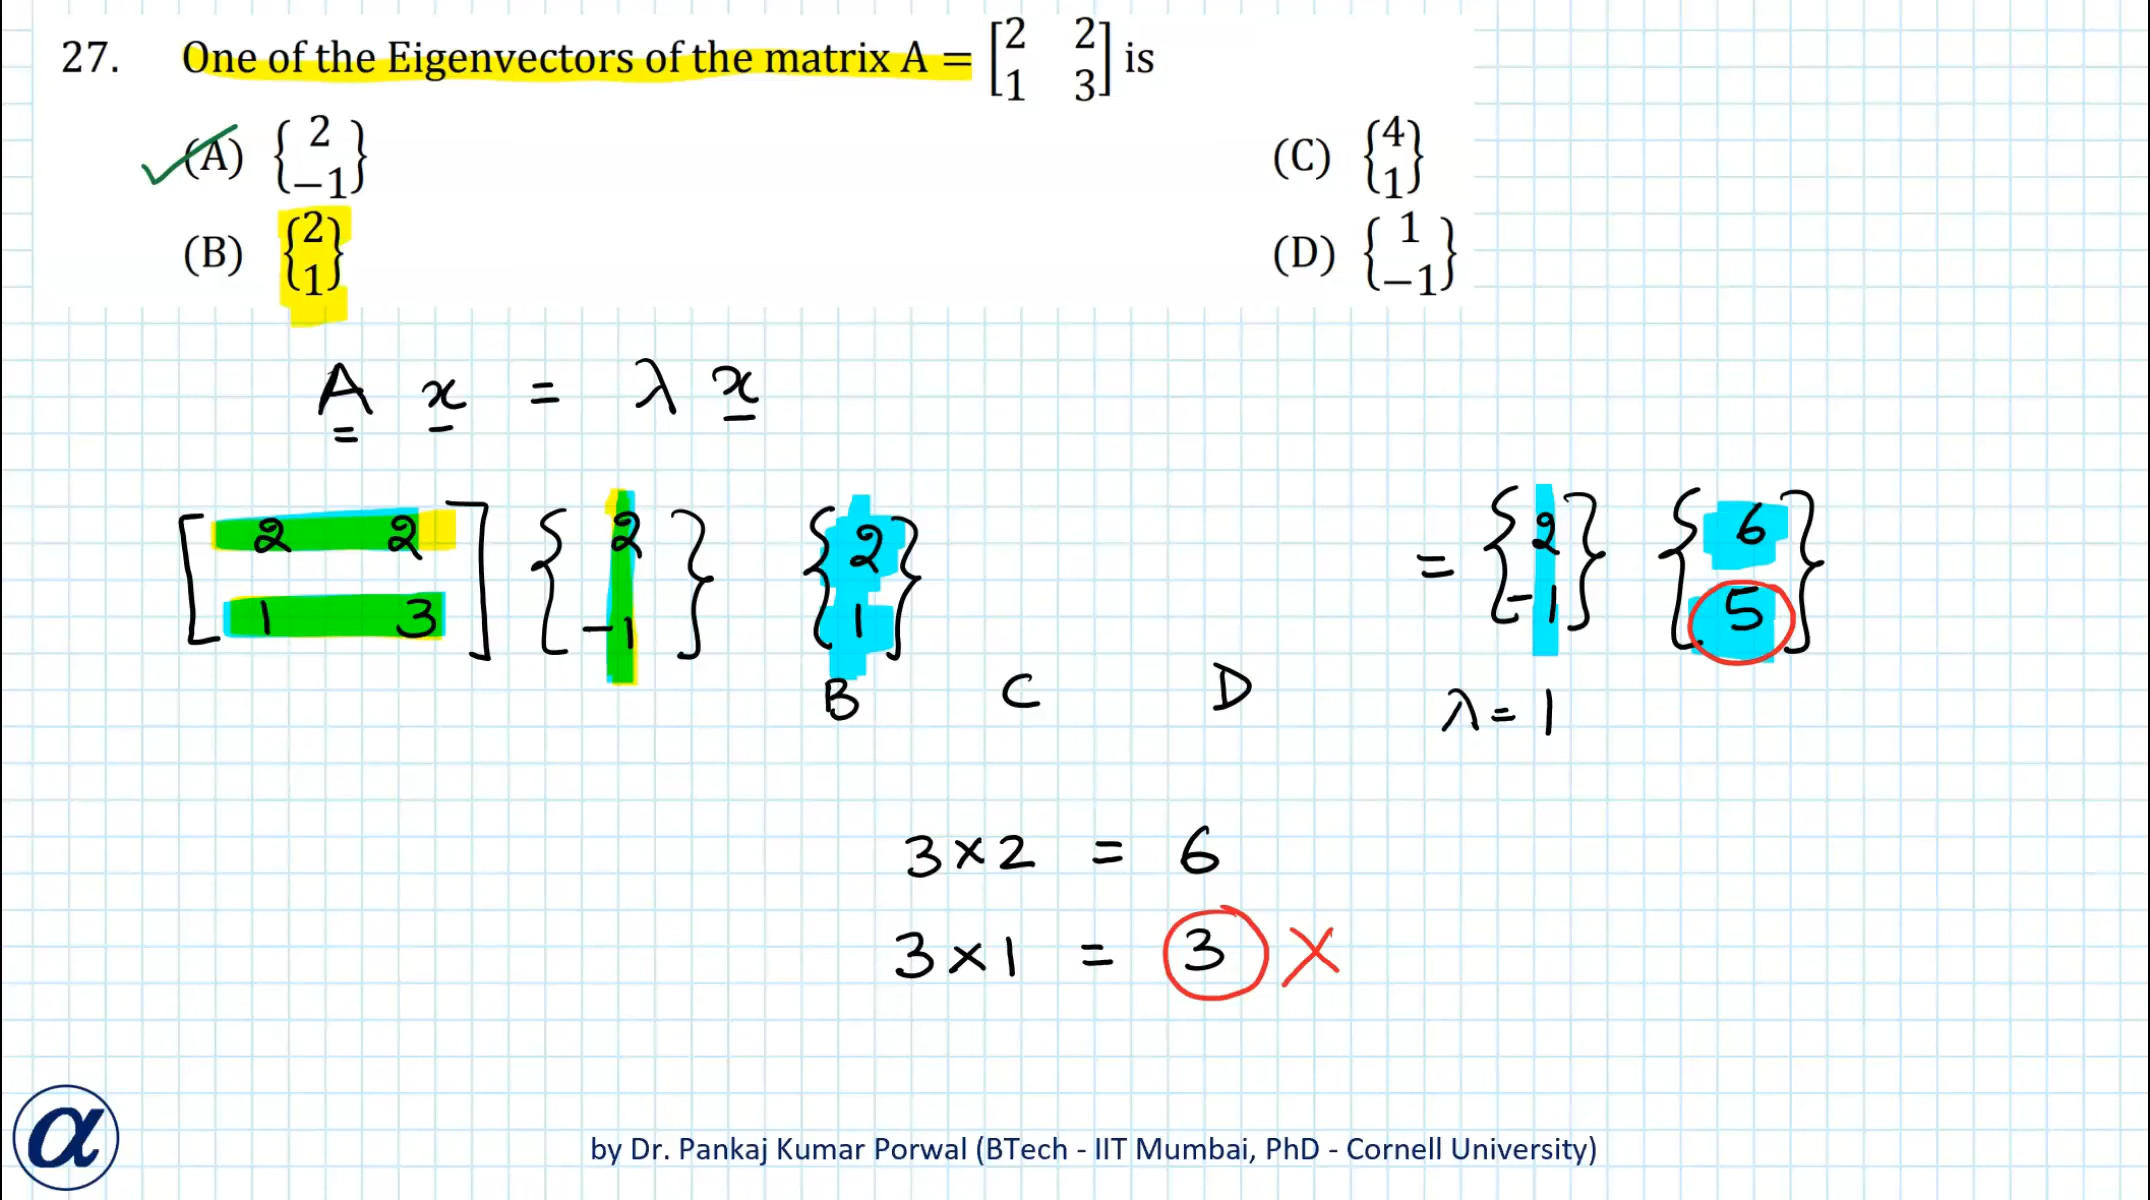 27. One of the Eigenvectors of the matrix A = [2 2; 1 3] is
(A) {2 −1} (C) {4 1}
(B) {2 1} (D) {1 −1}
A x = λ x
[2 2; 1 3] {2 −1} {2 1} = {2 −1} {6 5}
B C D λ = 1
3 × 2 = 6
3 × 1 = 3 ×
α by Dr. Pankaj Kumar Porwal (BTech - IIT Mumbai, PhD - Cornell University)